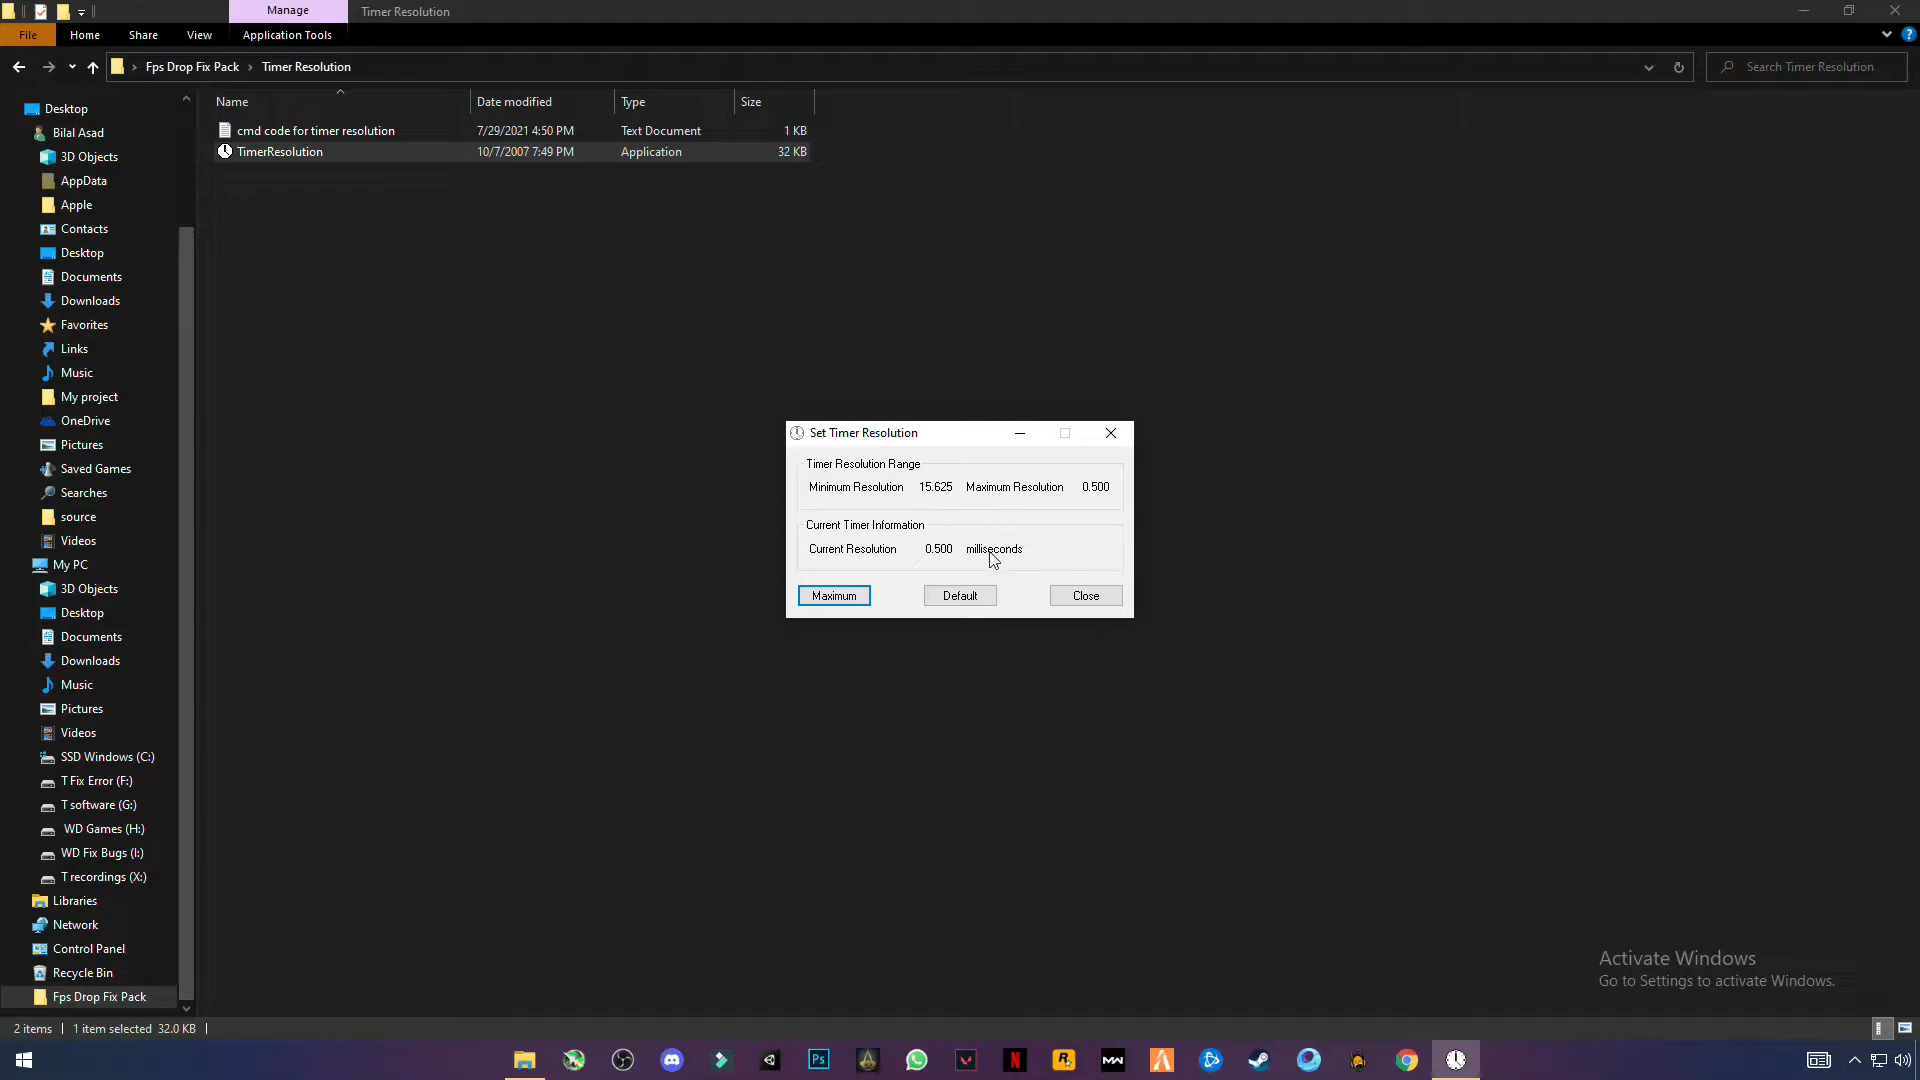 Manage
Timer Resolution
File
Home
Share
View
Application Tools
?
Fps Drop Fix Pack
Timer Resolution
Search Timer Resolution
Name
Date modified
Type
Size
cmd code for timer resolution
7/29/2021 4:50 PM
Text Document
1 KB
TimerResolution
10/7/2007 7:49 PM
Application
32 KB
Desktop
Bilal Asad
3D Objects
AppData
Apple
Contacts
Desktop
Documents
Downloads
Favorites
Links
Music
My project
OneDrive
Pictures
Saved Games
Searches
source
Videos
My PC
3D Objects
Desktop
Documents
Downloads
Music
Pictures
Videos
SSD Windows (C:)
T Fix Error (F:)
T software (G:)
WD Games (H:)
WD Fix Bugs (I:)
T recordings (X:)
Libraries
Network
Control Panel
Recycle Bin
Fps Drop Fix Pack
Set Timer Resolution
Timer Resolution Range
Minimum Resolution 15.625 Maximum Resolution 0.500
Current Timer Information
Current Resolution 0.500 milliseconds
Maximum
Default
Close
Activate Windows
Go to Settings to activate Windows.
2 items
1 item selected 32.0 KB
Ps
N
R
MW